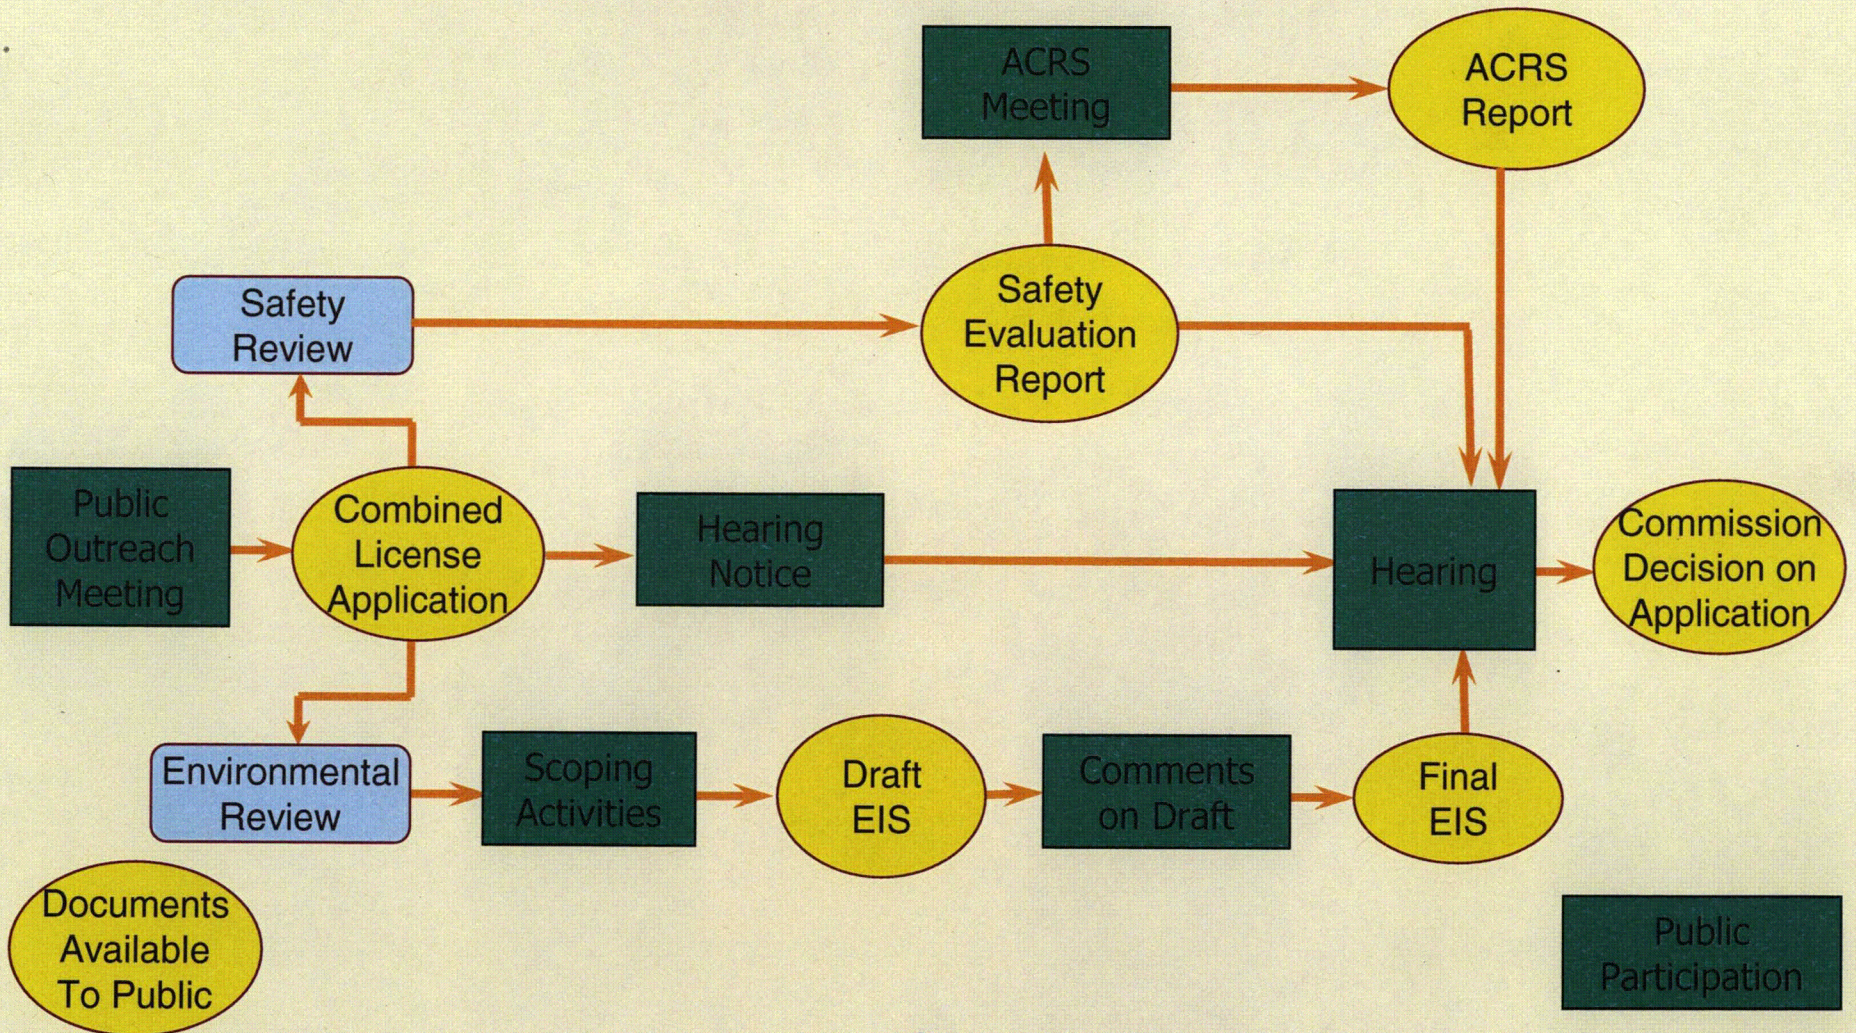 ACRS
Meeting
ACRS
Report
Safety
Review
Safety
Evaluation
Report
Public
Outreach
Meeting
Combined
License
Application
Hearing
Notice
Hearing
Commission
Decision on
Application
Environmental
Review
Scoping
Activities
Draft
EIS
Comments
on Draft
Final
EIS
Documents
Available
To Public
Public
Participation